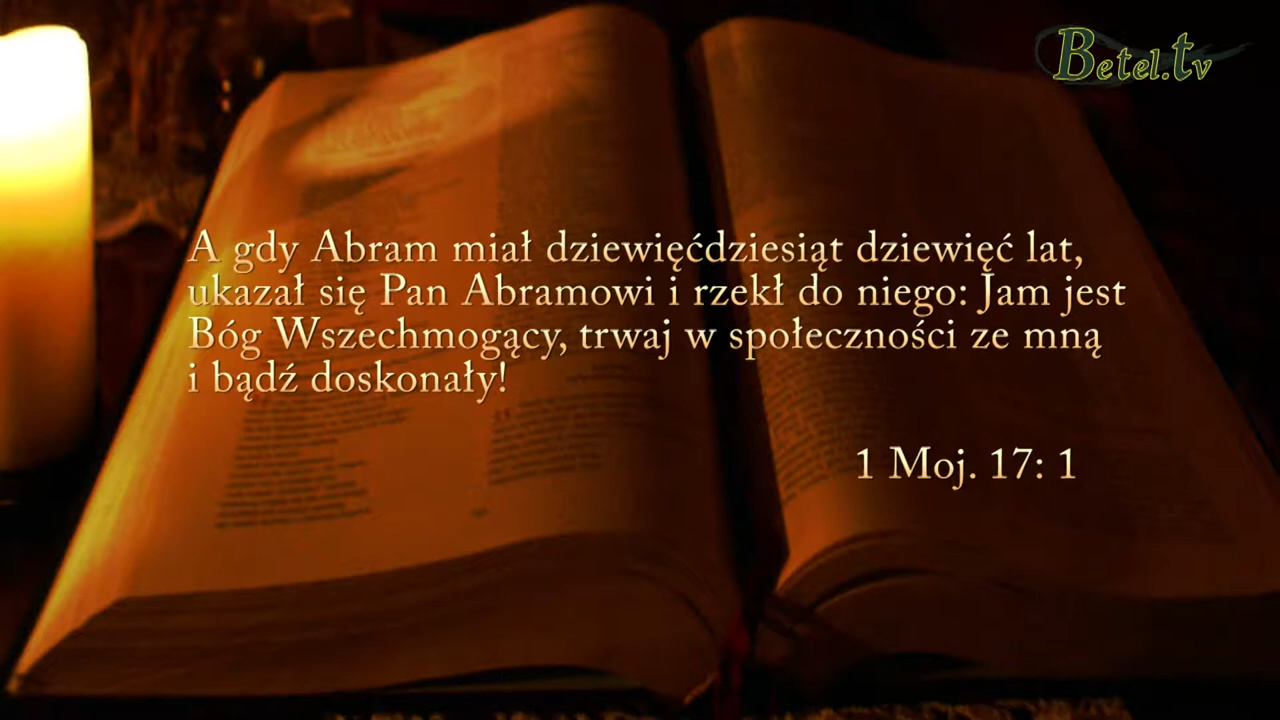 Betel.tv
A gdy Abram miał dziewięćdziesiąt dziewięć lat,
ukazał się Pan Abramowi i rzekł do niego: Jam jest
Bóg Wszechmogący, trwaj w społeczności ze mną
i bądź doskonały!
1 Moj. 17: 1